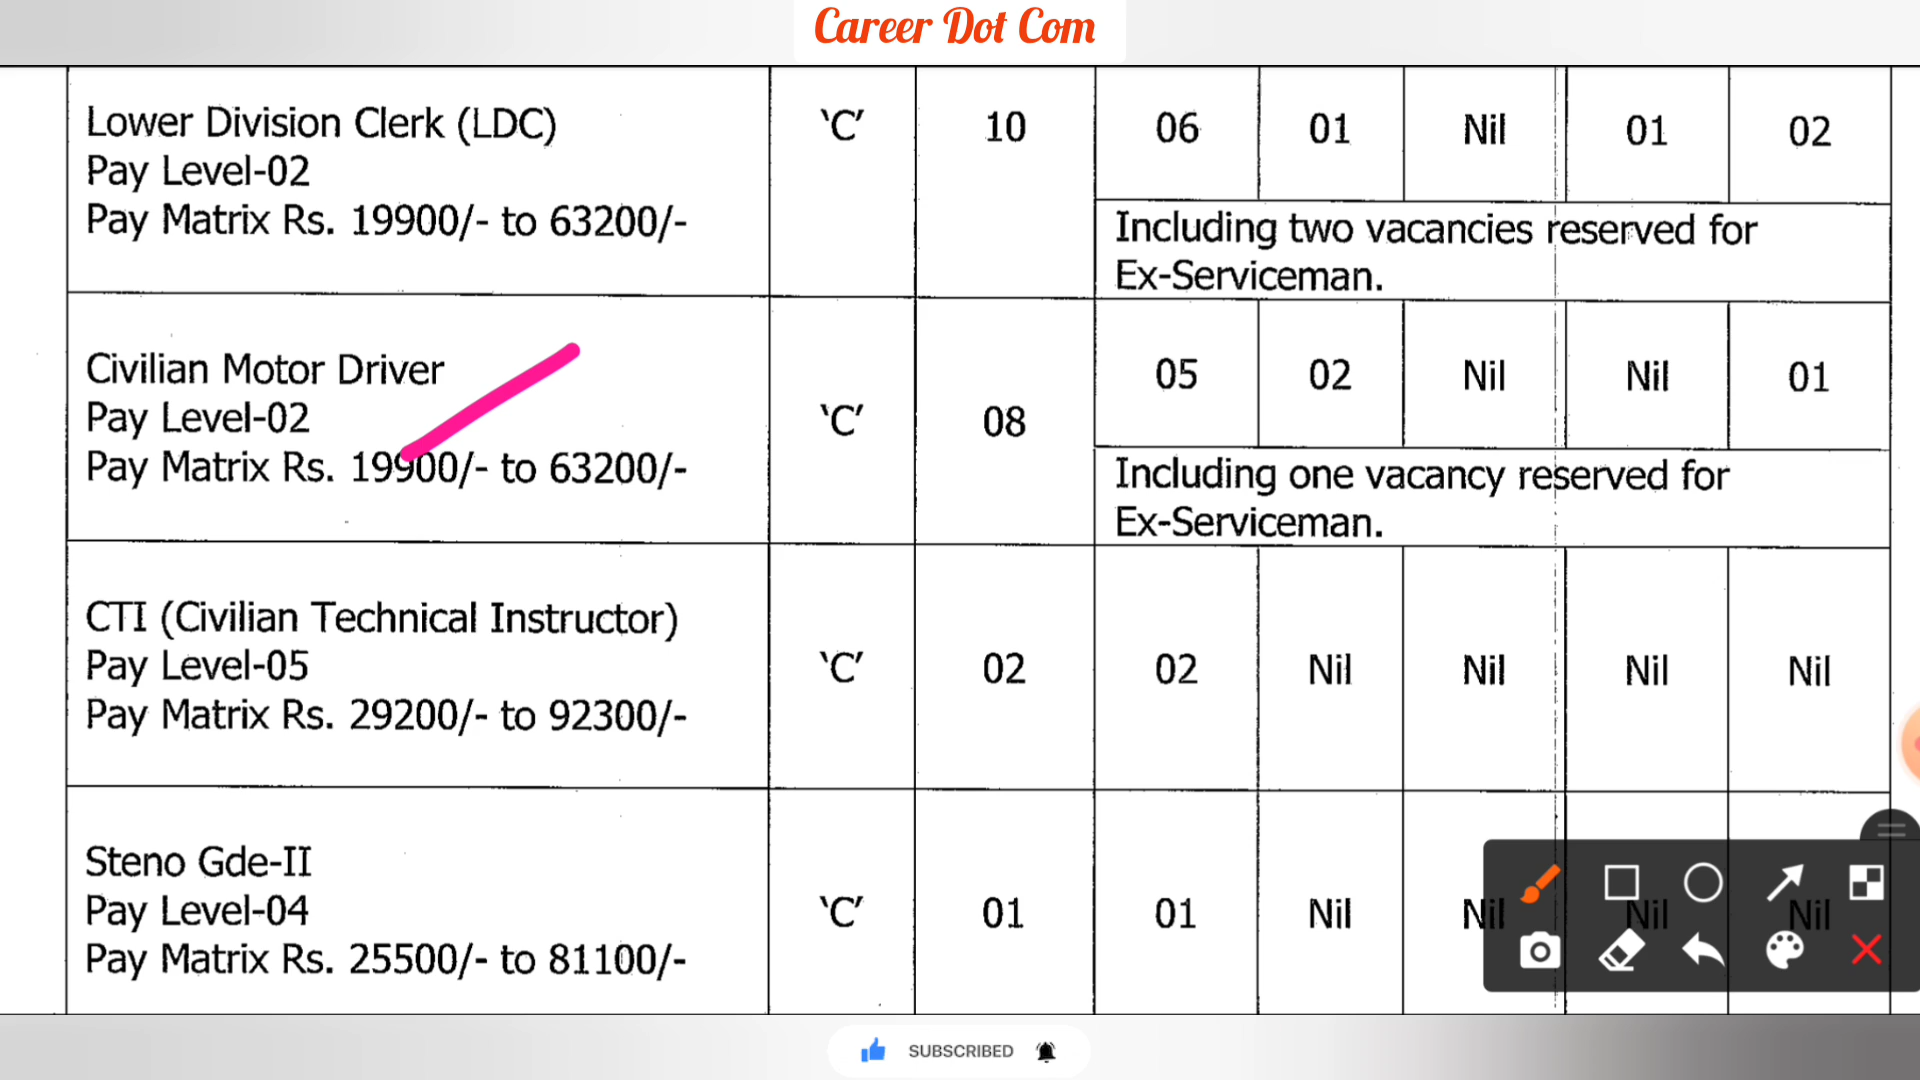 Career Dot Com
Lower Division Clerk (LDC)
Pay Level-02
Pay Matrix Rs. 19900/- to 63200/-
'C'
10
06
01
Nil
01
02
Including two vacancies reserved for
Ex-Serviceman.
Civilian Motor Driver
Pay Level-02
Pay Matrix Rs. 19900/- to 63200/-
'C'
08
05
02
Nil
Nil
01
Including one vacancy reserved for
Ex-Serviceman.
CTI (Civilian Technical Instructor)
Pay Level-05
Pay Matrix Rs. 29200/- to 92300/-
'C'
02
02
Nil
Nil
Nil
Nil
Steno Gde-II
Pay Level-04
Pay Matrix Rs. 25500/- to 81100/-
'C'
01
01
Nil
Nil
Nil
Nil
SUBSCRIBED